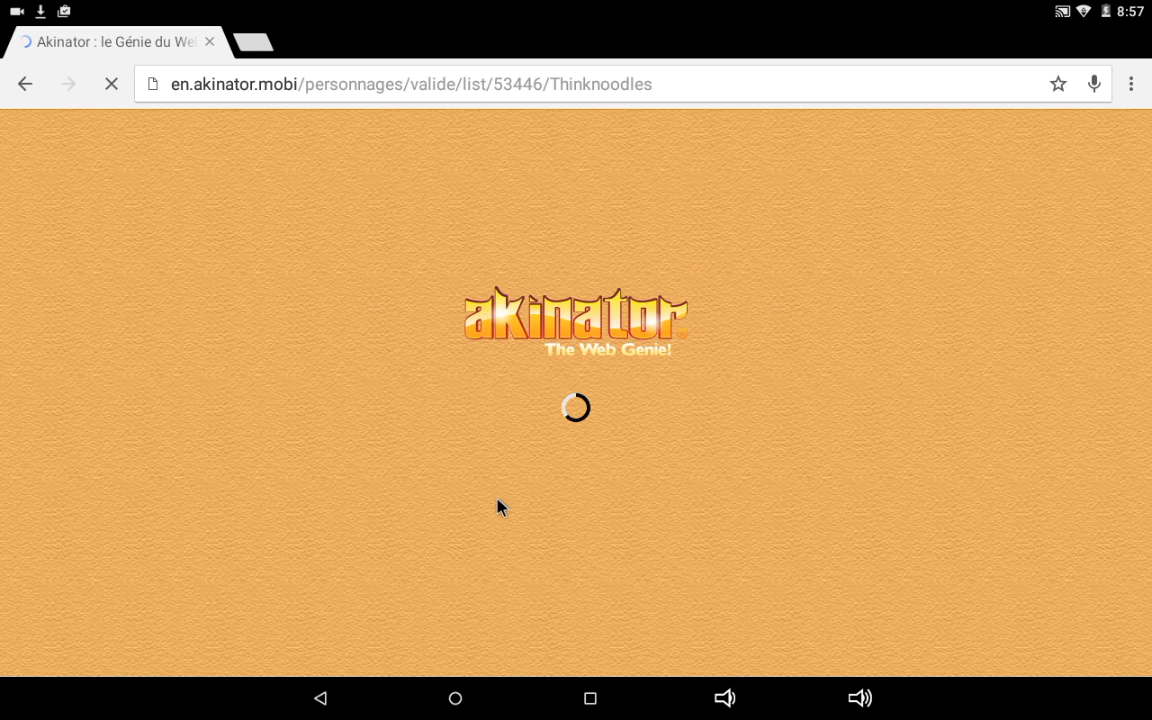 8:57
Akinator : le Génie du We
en.akinator.mobi/personnages/valide/list/53446/Thinknoodles
akinator
The Web Genie!